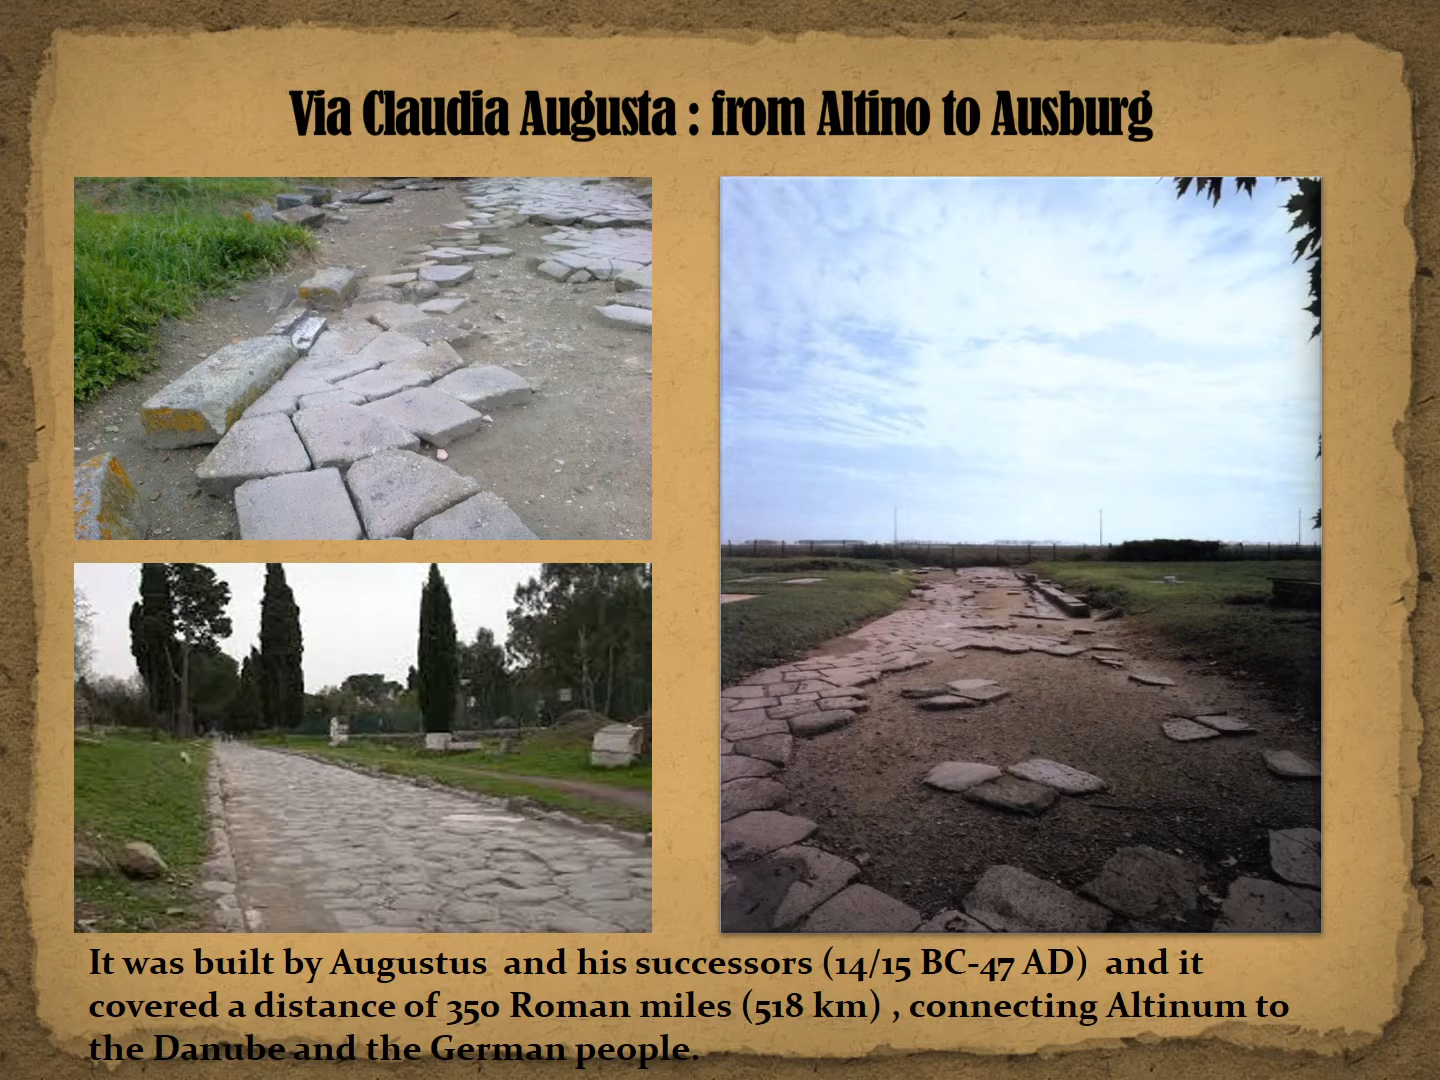 Via Claudia Augusta : from Altino to Ausburg
It was built by Augustus and his successors (14/15 BC-47 AD) and it
covered a distance of 350 Roman miles (518 km) , connecting Altinum to
the Danube and the German people.